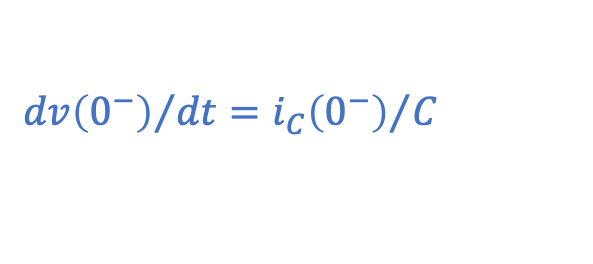 dv(0⁻)/dt = i_C(0⁻)/C